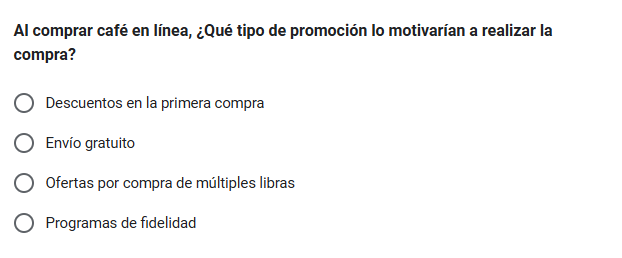 Al comprar café en línea, ¿Qué tipo de promoción lo motivarían a realizar la
compra?
Descuentos en la primera compra
Envío gratuito
Ofertas por compra de múltiples libras
Programas de fidelidad